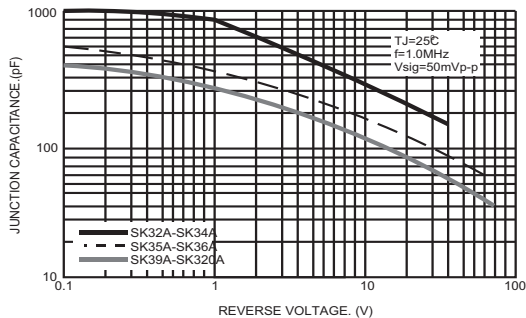 1000
TJ=25°C
f=1.0MHz
Vsig=50mVp-p
JUNCTION CAPACITANCE.(pF)
100
SK32A-SK34A
SK35A-SK36A
SK39A-SK320A
10
0.1
1
10
100
REVERSE VOLTAGE. (V)